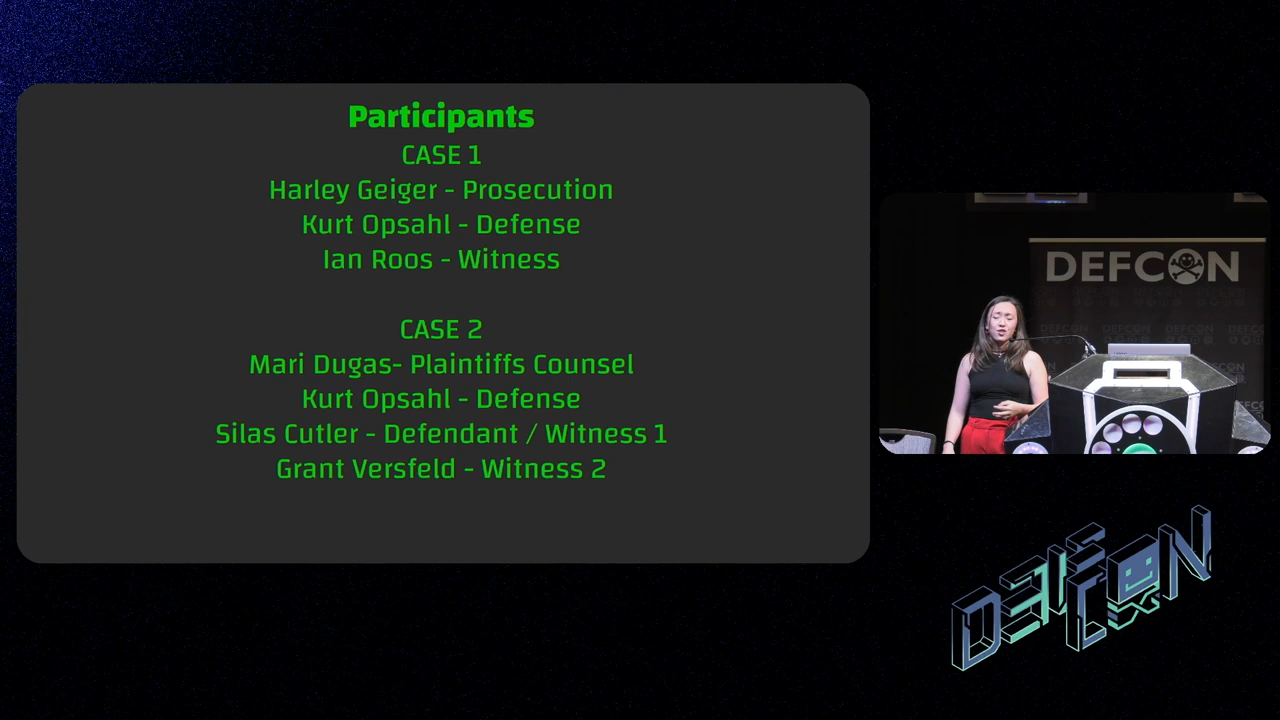 Participants
CASE 1
Harley Geiger - Prosecution
Kurt Opsahl - Defense
Ian Roos - Witness
CASE 2
Mari Dugas- Plaintiffs Counsel
Kurt Opsahl - Defense
Silas Cutler - Defendant / Witness 1
Grant Versfeld - Witness 2
DEFCON
DEFCON